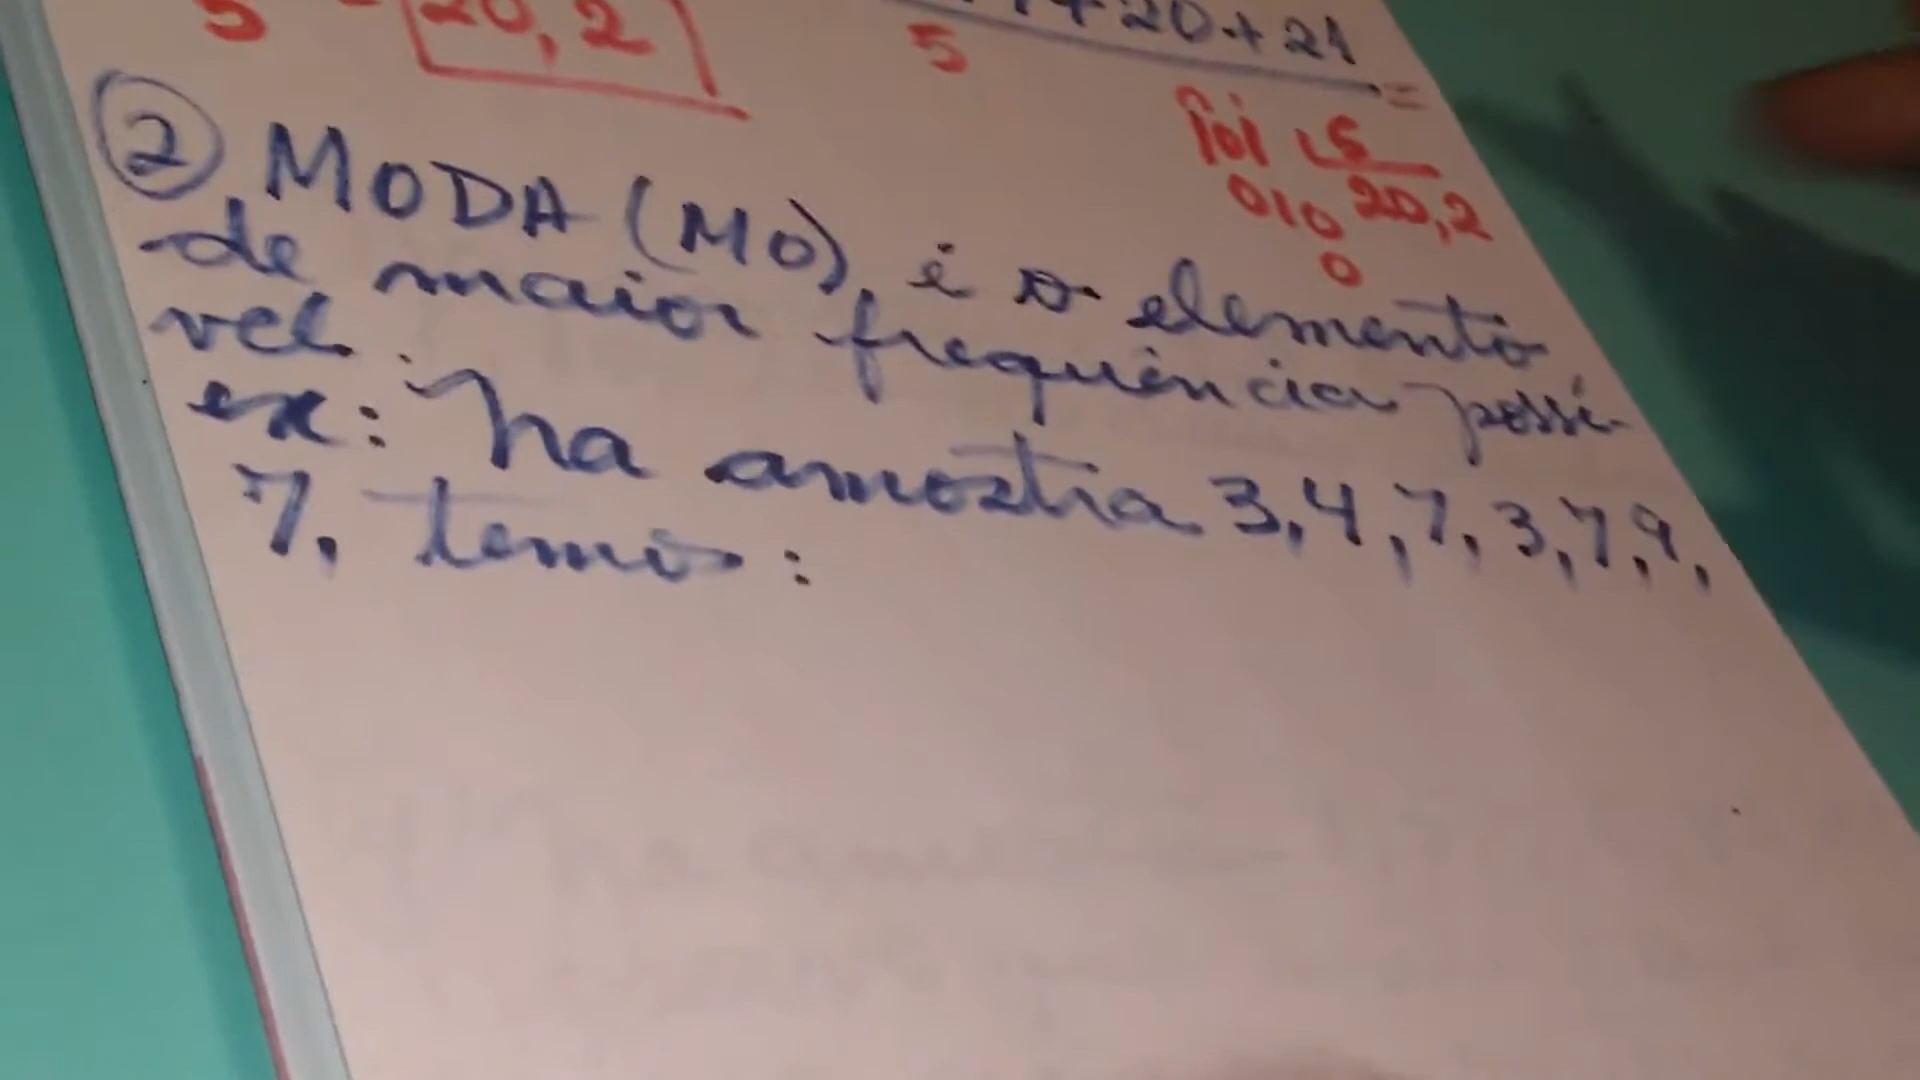 5 = 20,2
+ 20 + 21
5 =
101 5
010 20,2
0
2 MODA (MO), é o elemento
de maior frequência possí-
vel.
ex: Na amostra 3,4,7,3,7,9,
7, temos: